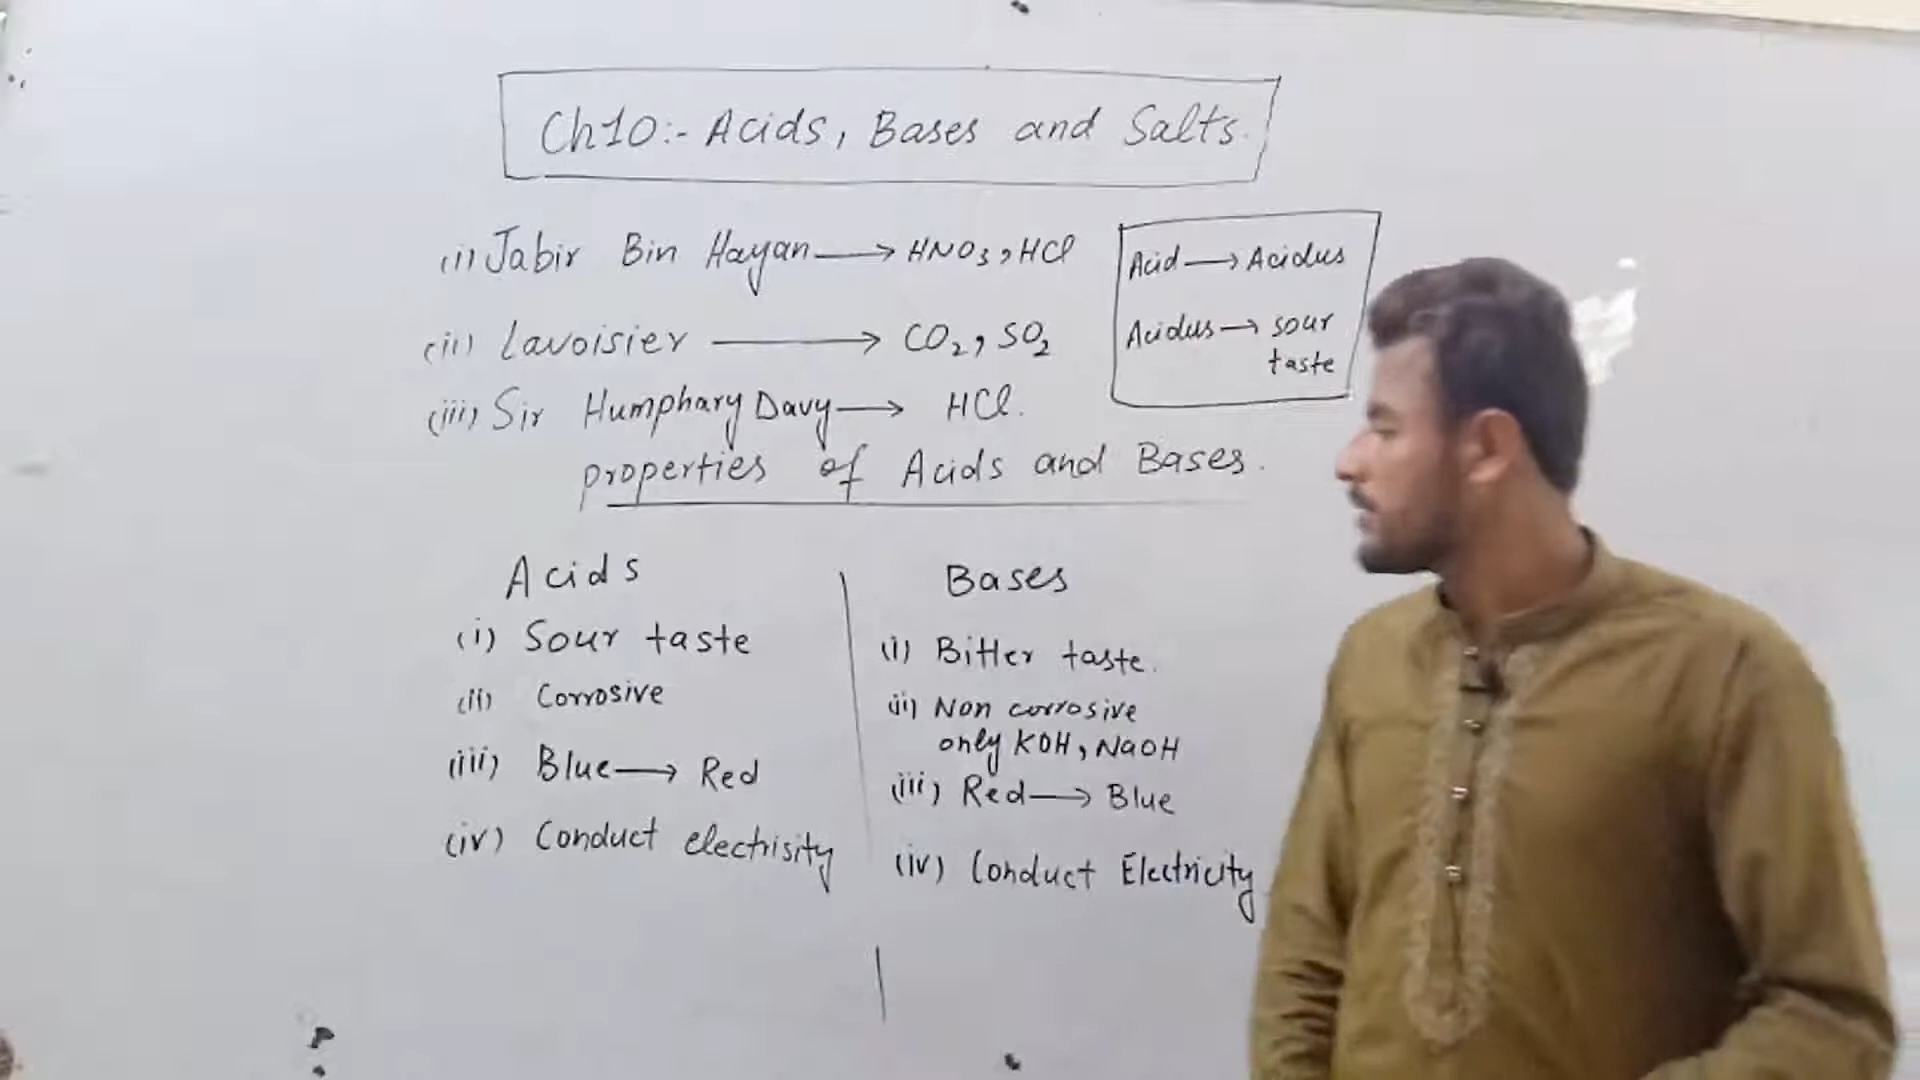 Ch10:- Acids, Bases and Salts.
(i) Jabir Bin Hayan → HNO3, HCl
(ii) Lavoisier → CO2, SO2
(iii) Sir Humphary Davy → HCl.
Acid → Acidus
Acidus → sour
taste
properties of Acids and Bases.
Acids
(i) Sour taste
(ii) Corrosive
(iii) Blue → Red
(iv) Conduct electrisity
Bases
(i) Bitter taste.
(ii) Non corrosive
only KOH, NaOH
(iii) Red → Blue
(iv) Conduct Electricity